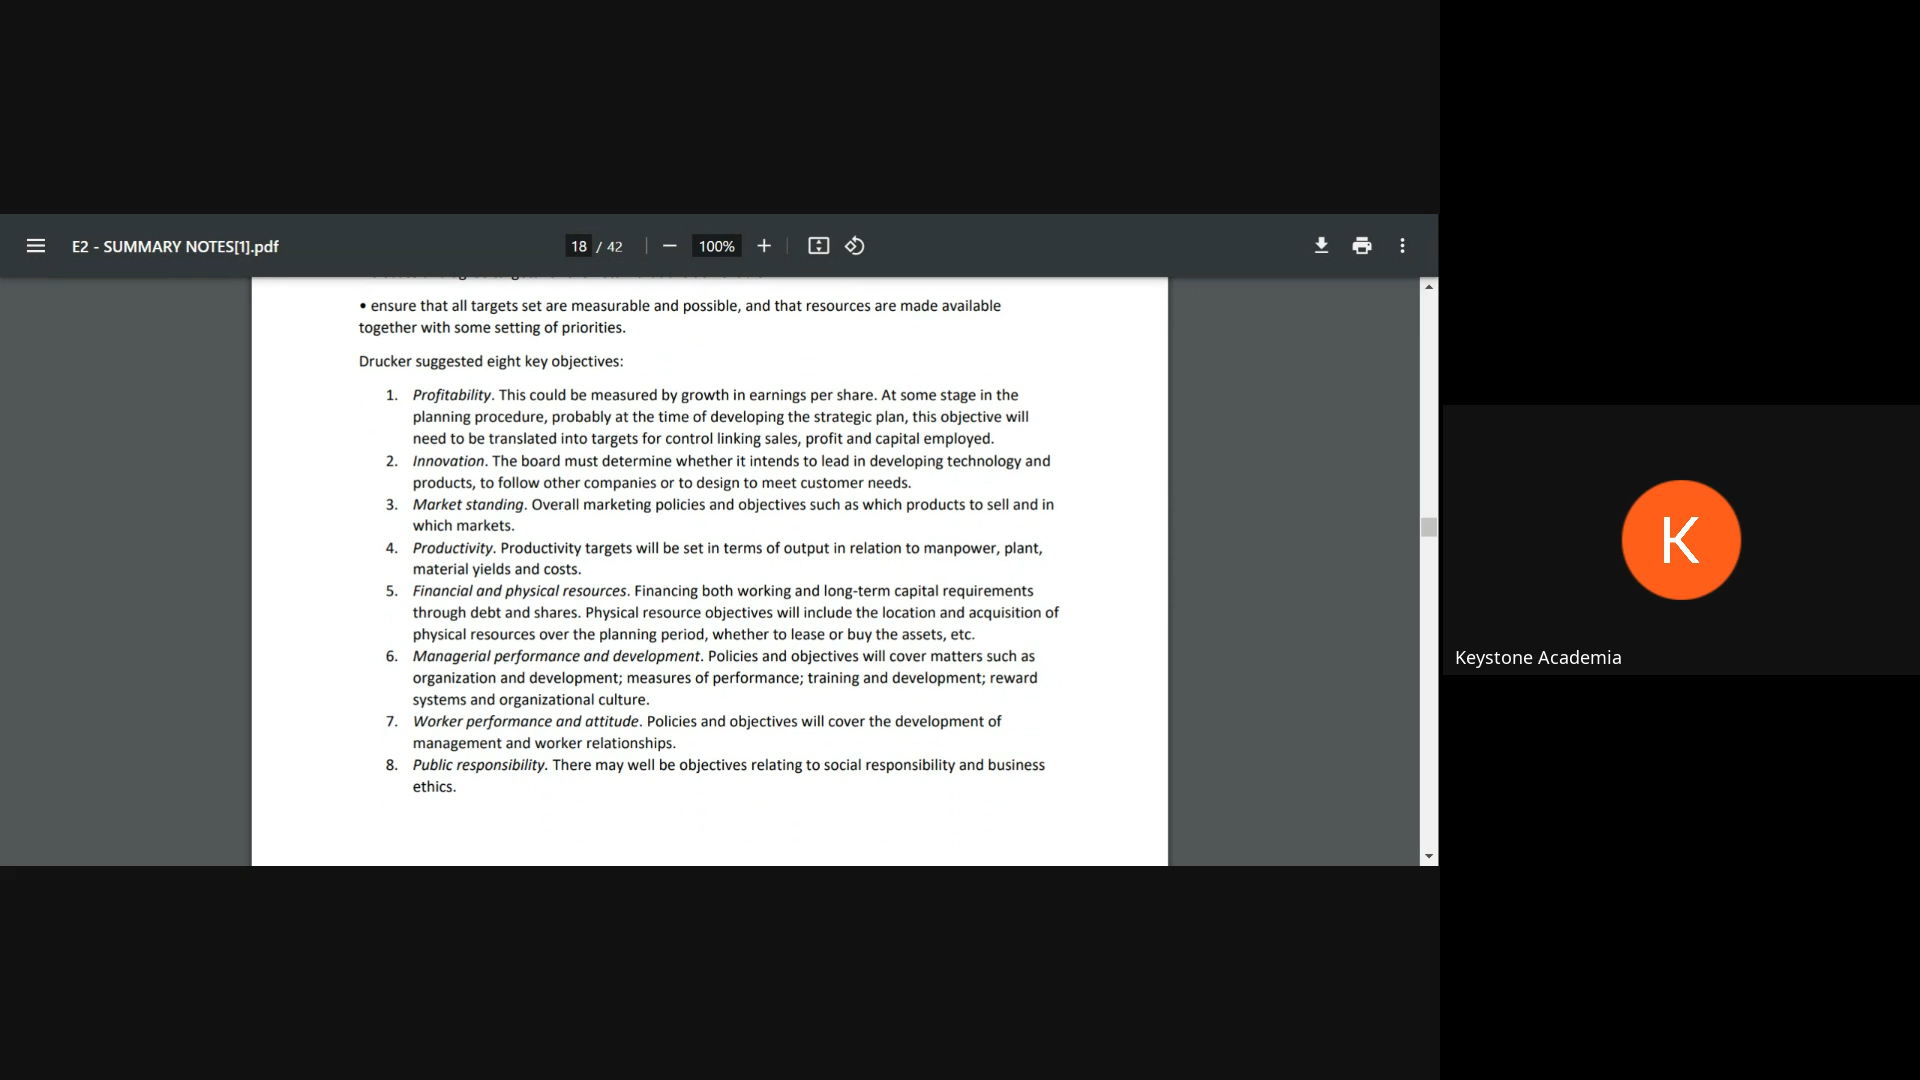 E2 - SUMMARY NOTES[1].pdf
18 / 42
100%
• ensure that all targets set are measurable and possible, and that resources are made available
together with some setting of priorities.
Drucker suggested eight key objectives:
1. Profitability. This could be measured by growth in earnings per share. At some stage in the
planning procedure, probably at the time of developing the strategic plan, this objective will
need to be translated into targets for control linking sales, profit and capital employed.
2. Innovation. The board must determine whether it intends to lead in developing technology and
products, to follow other companies or to design to meet customer needs.
3. Market standing. Overall marketing policies and objectives such as which products to sell and in
which markets.
4. Productivity. Productivity targets will be set in terms of output in relation to manpower, plant,
material yields and costs.
5. Financial and physical resources. Financing both working and long-term capital requirements
through debt and shares. Physical resource objectives will include the location and acquisition of
physical resources over the planning period, whether to lease or buy the assets, etc.
6. Managerial performance and development. Policies and objectives will cover matters such as
organization and development; measures of performance; training and development; reward
systems and organizational culture.
7. Worker performance and attitude. Policies and objectives will cover the development of
management and worker relationships.
8. Public responsibility. There may well be objectives relating to social responsibility and business
ethics.
K
Keystone Academia